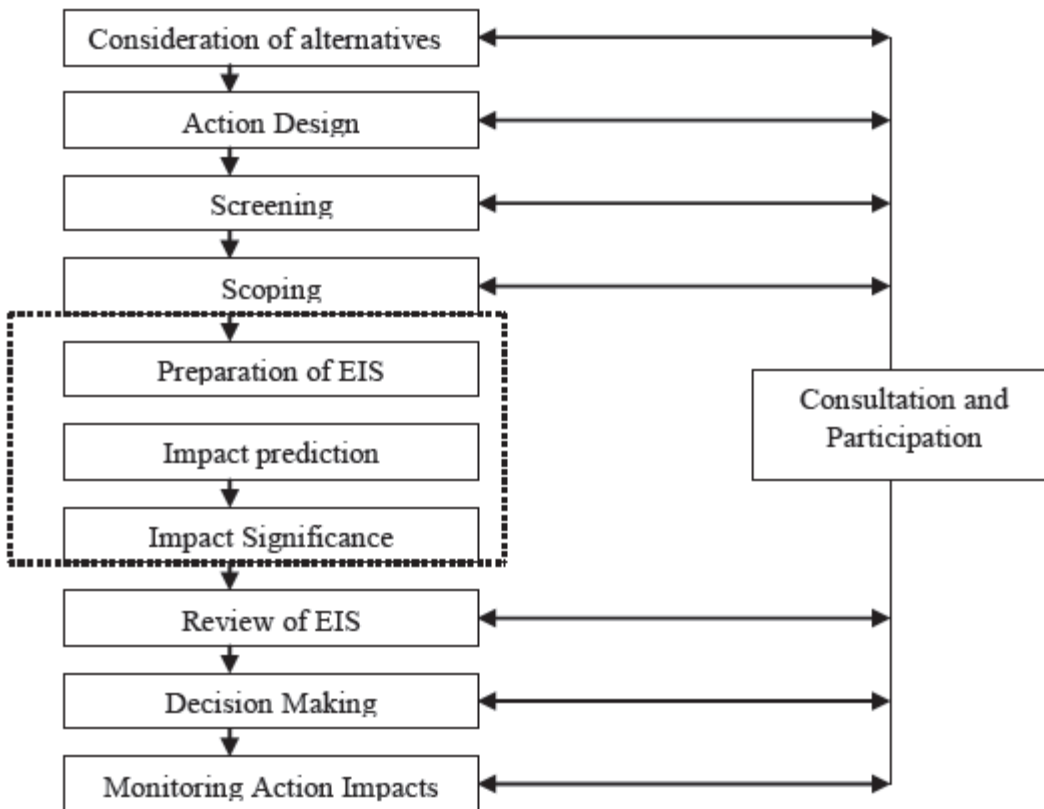 Consideration of alternatives
Action Design
Screening
Scoping
Preparation of EIS
Impact prediction
Impact Significance
Review of EIS
Decision Making
Monitoring Action Impacts
Consultation and
Participation